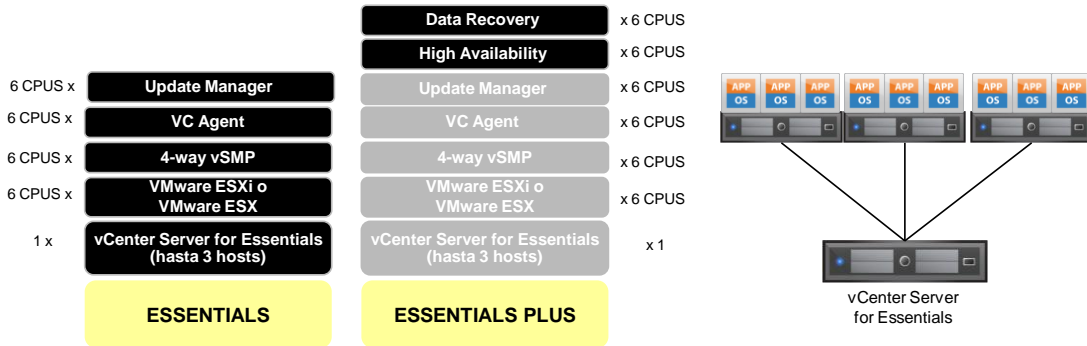 Data Recovery x 6 CPUS
High Availability x 6 CPUS
6 CPUS x Update Manager
Update Manager x 6 CPUS
6 CPUS x VC Agent
VC Agent x 6 CPUS
6 CPUS x 4-way vSMP
4-way vSMP x 6 CPUS
6 CPUS x VMware ESXi o
VMware ESX
VMware ESXi o
VMware ESX x 6 CPUS
1 x vCenter Server for Essentials
(hasta 3 hosts)
vCenter Server for Essentials
(hasta 3 hosts) x 1
ESSENTIALS
ESSENTIALS PLUS
APP APP APP APP APP APP APP APP APP
OS OS OS OS OS OS OS OS OS
vCenter Server
for Essentials